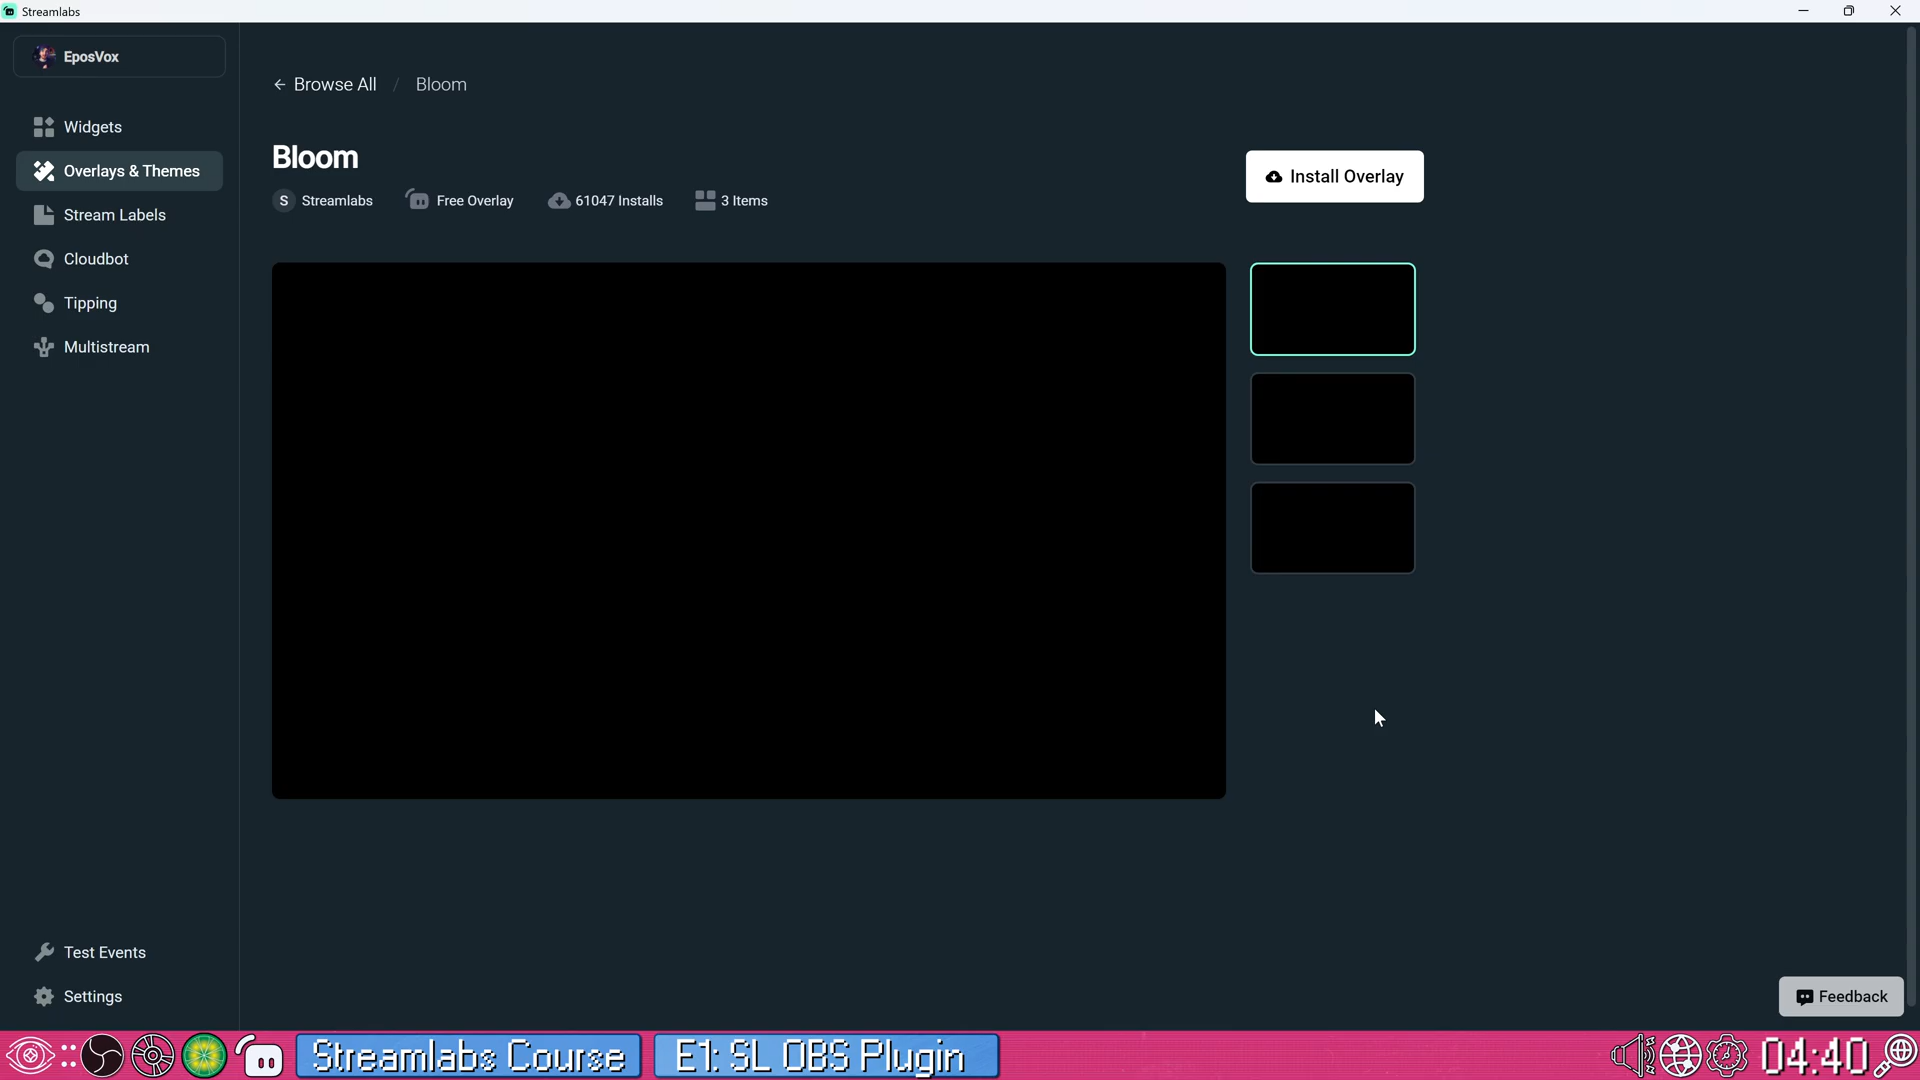 Streamlabs
EposVox
Widgets
Overlays & Themes
Stream Labels
Cloudbot
Tipping
Multistream
Test Events
Settings
Browse All / Bloom
Bloom
S Streamlabs Free Overlay 61047 Installs 3 Items
Install Overlay
Feedback
Streamlabs Course
E1: SL OBS Plugin
04:40